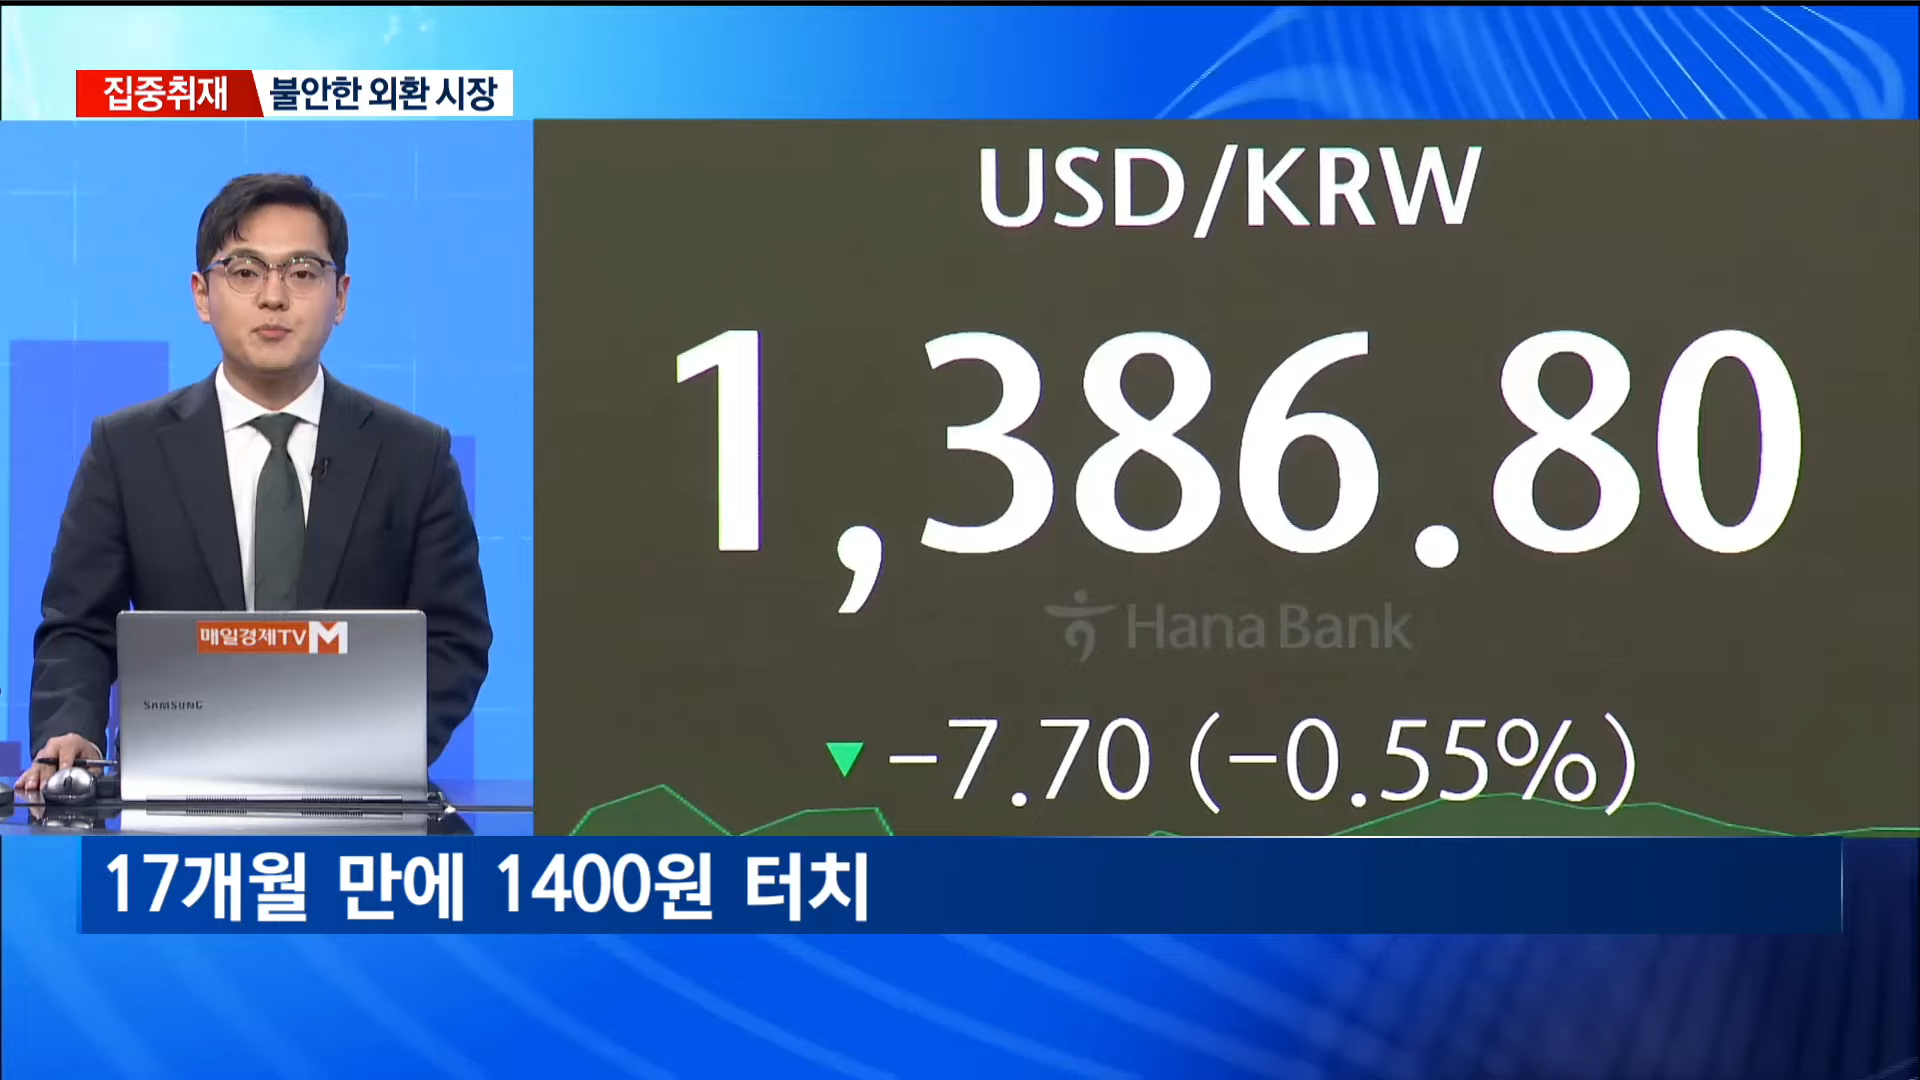 집중취재 불안한 외환 시장
USD/KRW
1,386.80
Hana Bank
▼ -7.70 (-0.55%)
매일경제TV M
SAMSUNG
17개월 만에 1400원 터치